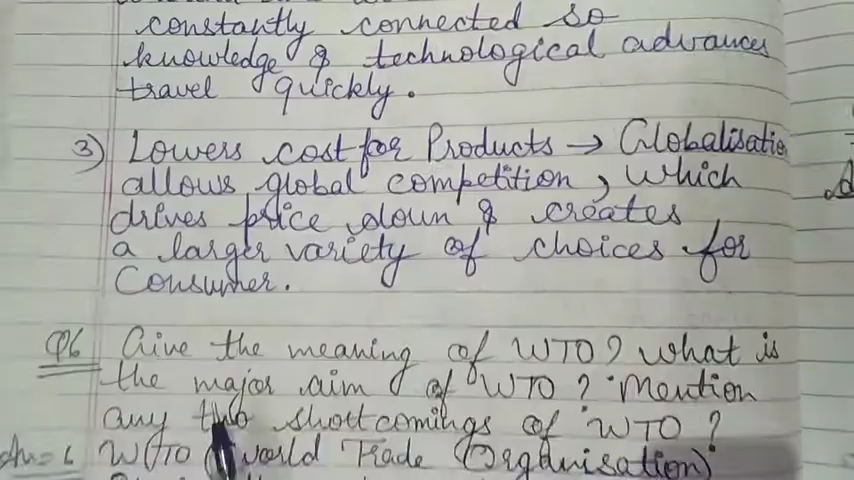 constantly connected so
knowledge & technological advances
travel quickly.
3) Lowers cost for Products → Globalisatio
allows global competition, which
drives price down & creates
a larger variety of choices for
Consumer.
Q6 Give the meaning of WTO? What is
the major aim of WTO? Mention
any two shortcomings of WTO?
Ans=6 WTO (World Trade Organisation)